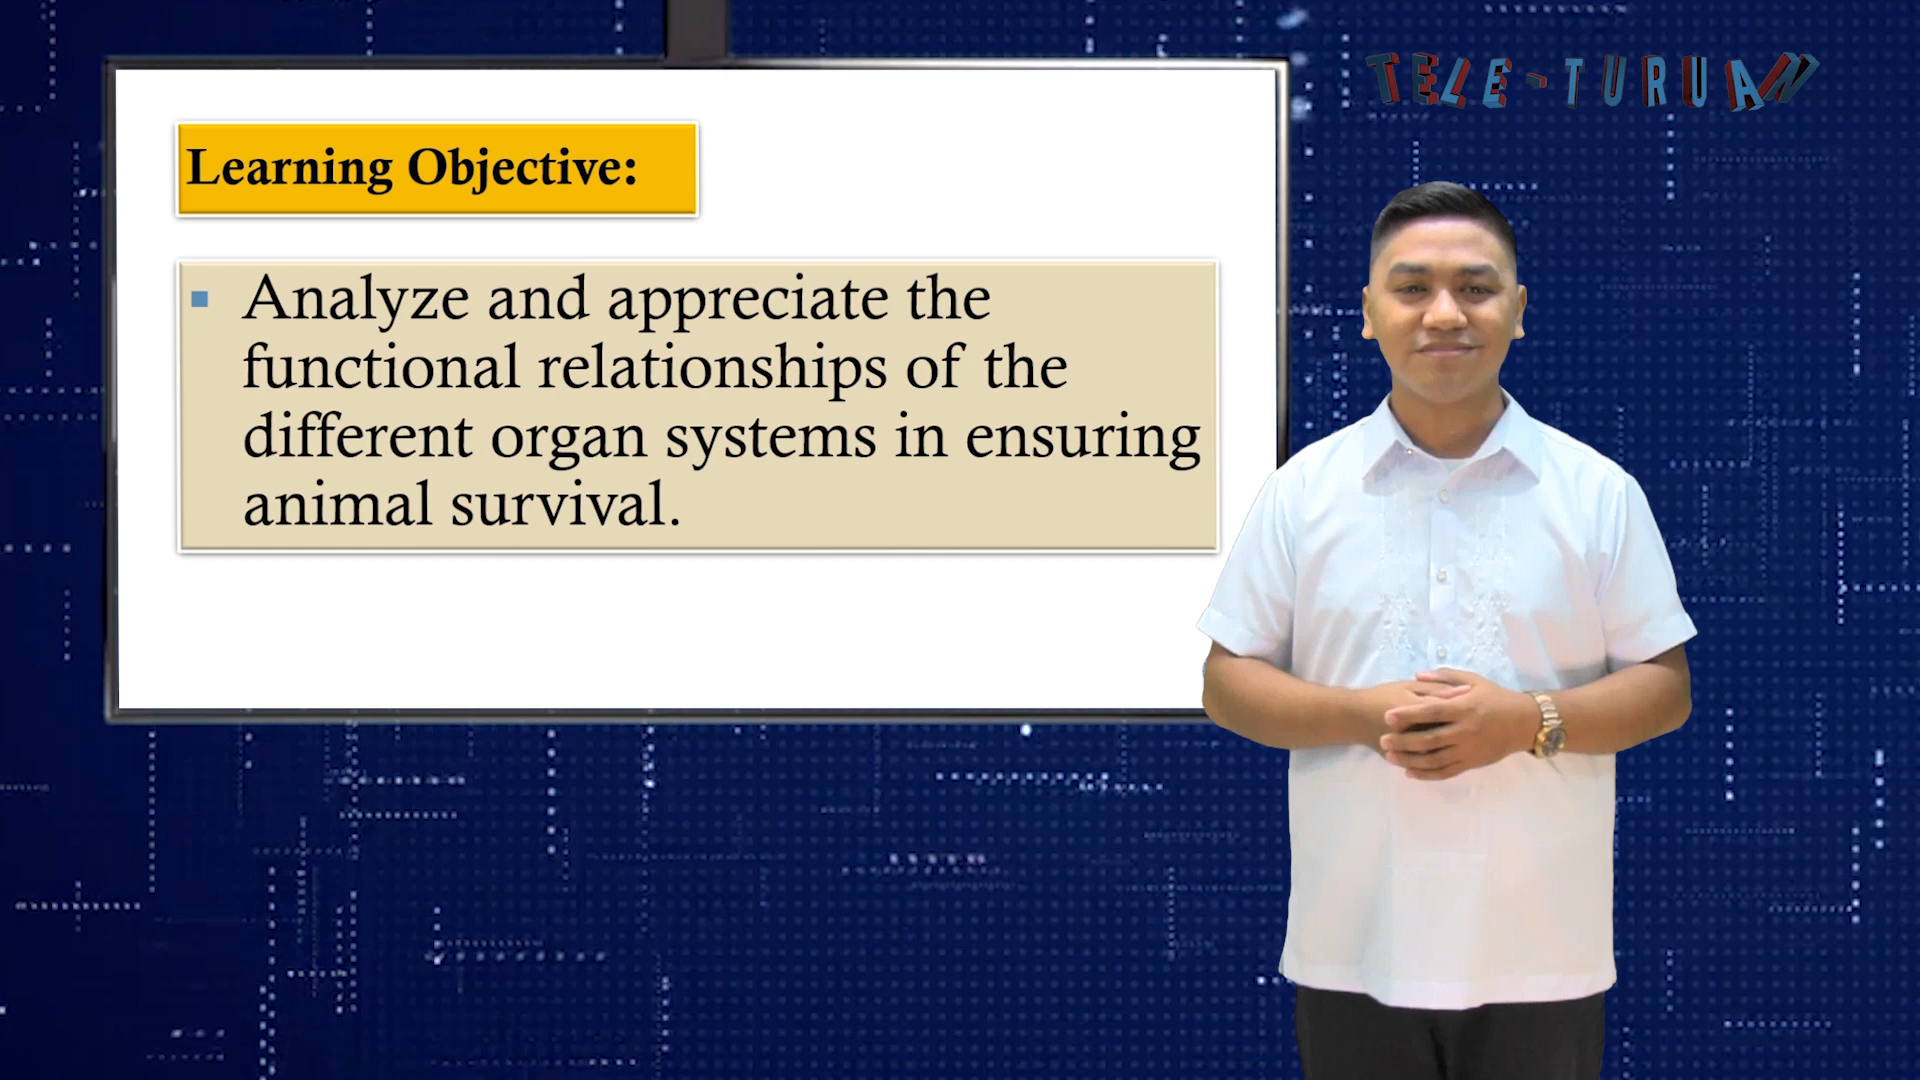 TELE-TURUAN
Learning Objective:
▪ Analyze and appreciate the
functional relationships of the
different organ systems in ensuring
animal survival.